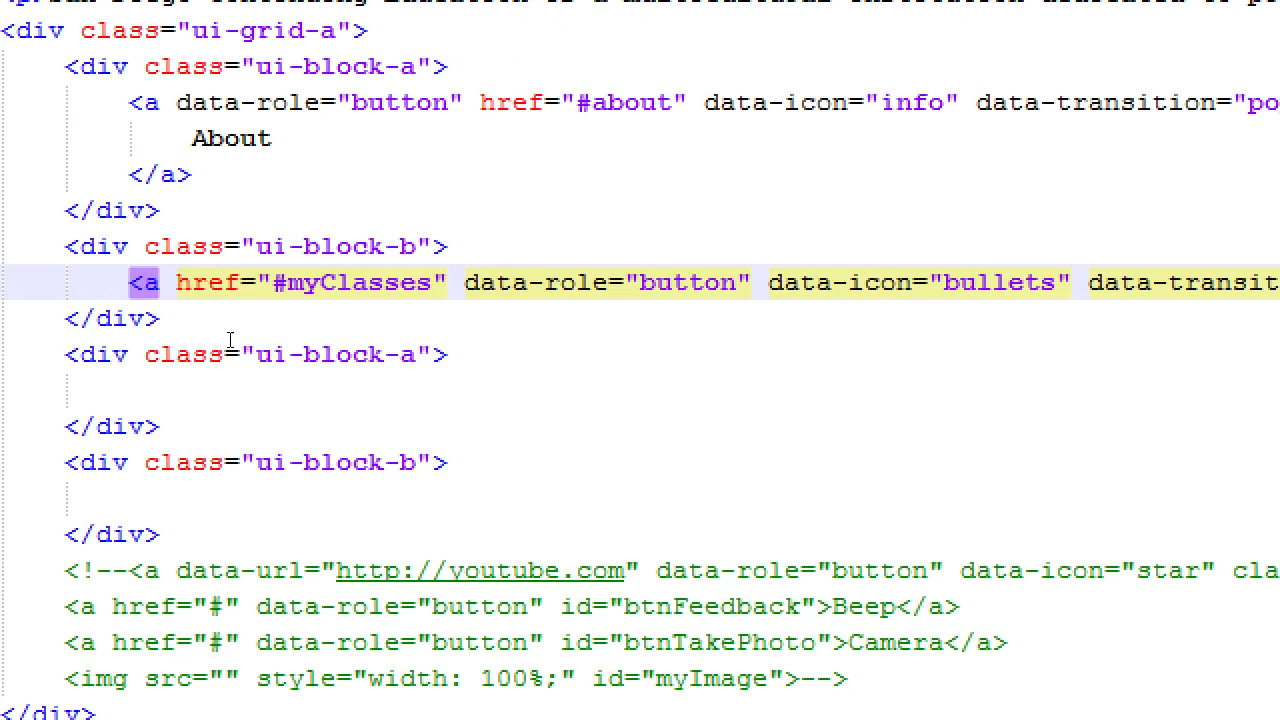 <div class="ui-grid-a">
<div class="ui-block-a">
<a data-role="button" href="#about" data-icon="info" data-transition="po
About
</a>
</div>
<div class="ui-block-b">
<a href="#myClasses" data-role="button" data-icon="bullets" data-transit
</div>
<div class="ui-block-a">
</div>
<div class="ui-block-b">
</div>
<!--<a data-url="http://youtube.com" data-role="button" data-icon="star" cla
<a href="#" data-role="button" id="btnFeedback">Beep</a>
<a href="#" data-role="button" id="btnTakePhoto">Camera</a>
<img src="" style="width: 100%;" id="myImage">-->
</div>